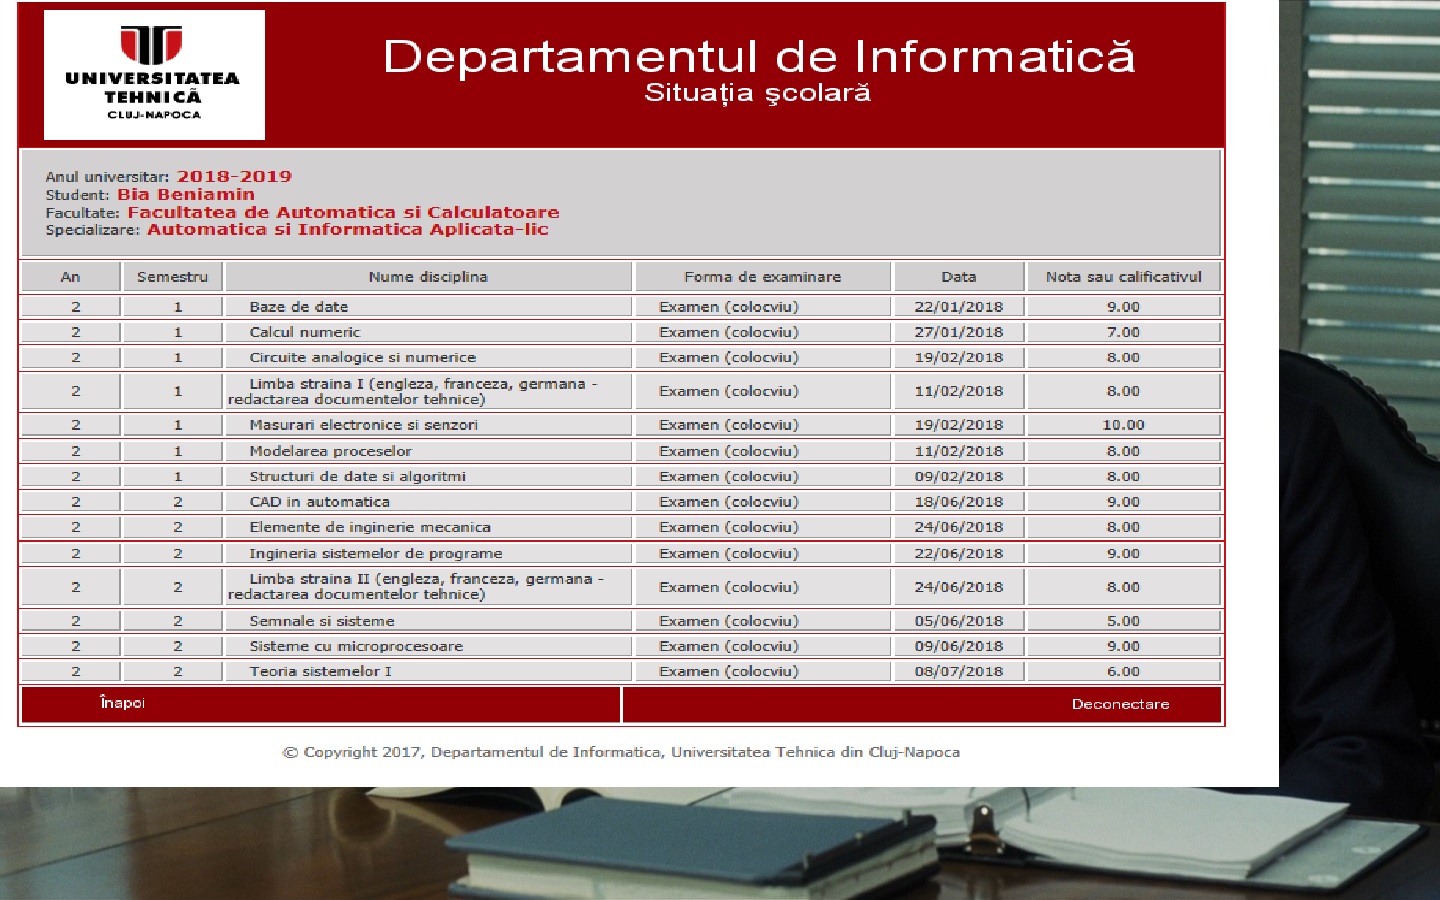 UNIVERSITATEA
TEHNICĂ
CLUJ-NAPOCA
Departamentul de Informatică
Situația școlară
Anul universitar: 2018-2019
Student: Bia Beniamin
Facultate: Facultatea de Automatica si Calculatoare
Specializare: Automatica si Informatica Aplicata-lic
An Semestru Nume disciplina Forma de examinare Data Nota sau calificativul
2 1 Baze de date Examen (colocviu) 22/01/2018 9.00
2 1 Calcul numeric Examen (colocviu) 27/01/2018 7.00
2 1 Circuite analogice si numerice Examen (colocviu) 19/02/2018 8.00
2 1 Limba straina I (engleza, franceza, germana -
redactarea documentelor tehnice) Examen (colocviu) 11/02/2018 8.00
2 1 Masurari electronice si senzori Examen (colocviu) 19/02/2018 10.00
2 1 Modelarea proceselor Examen (colocviu) 11/02/2018 8.00
2 1 Structuri de date si algoritmi Examen (colocviu) 09/02/2018 8.00
2 2 CAD in automatica Examen (colocviu) 18/06/2018 9.00
2 2 Elemente de inginerie mecanica Examen (colocviu) 24/06/2018 8.00
2 2 Ingineria sistemelor de programe Examen (colocviu) 22/06/2018 9.00
2 2 Limba straina II (engleza, franceza, germana -
redactarea documentelor tehnice) Examen (colocviu) 24/06/2018 8.00
2 2 Semnale si sisteme Examen (colocviu) 05/06/2018 5.00
2 2 Sisteme cu microprocesoare Examen (colocviu) 09/06/2018 9.00
2 2 Teoria sistemelor I Examen (colocviu) 08/07/2018 6.00
Înapoi Deconectare
© Copyright 2017, Departamentul de Informatica, Universitatea Tehnica din Cluj-Napoca